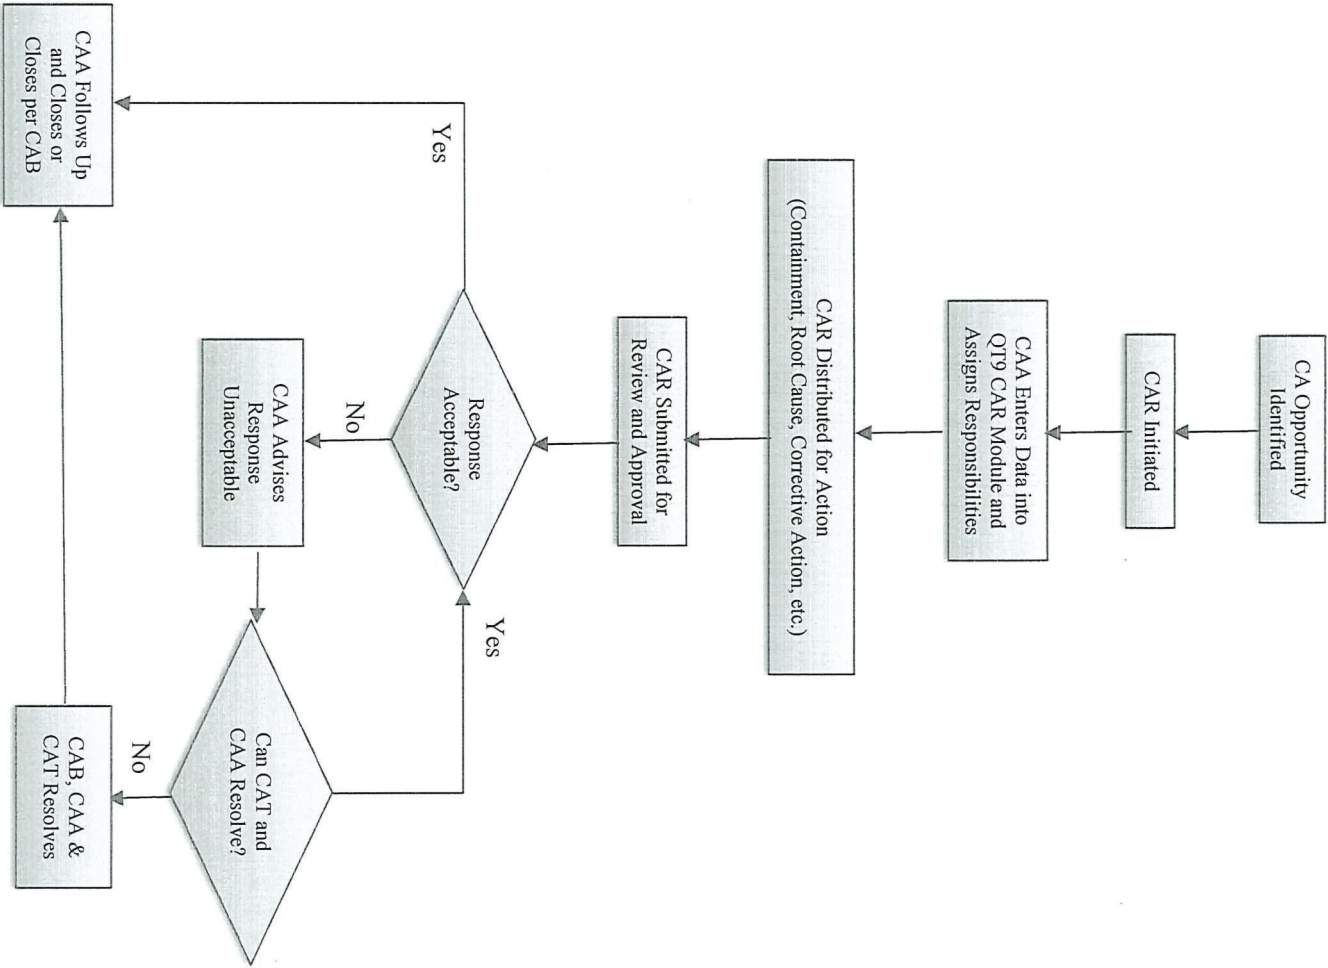 CA Opportunity
Identified
CAR Initiated
CAA Enters Data into
QT9 CAR Module and
Assigns Responsibilities
CAR Distributed for Action
(Containment, Root Cause, Corrective Action, etc.)
CAR Submitted for
Review and Approval
Response
Acceptable?
Yes
Yes
No
CAA Advises
Response
Unacceptable
Can CAT and
CAA Resolve?
No
CAA Follows Up
and Closes or
Closes per CAB
CAB, CAA &
CAT Resolves